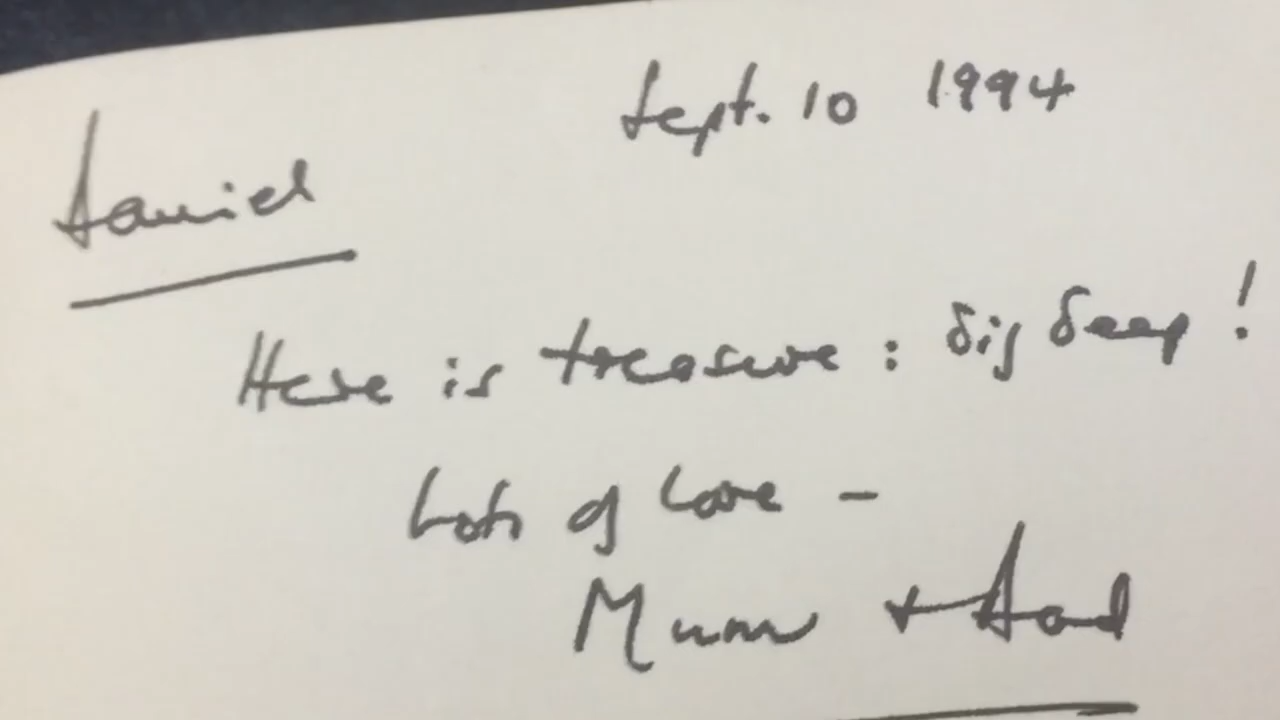 Sept. 10 1994
Daniel
Here is treasure : dig deep !
Lots of love –
Mum + Dad